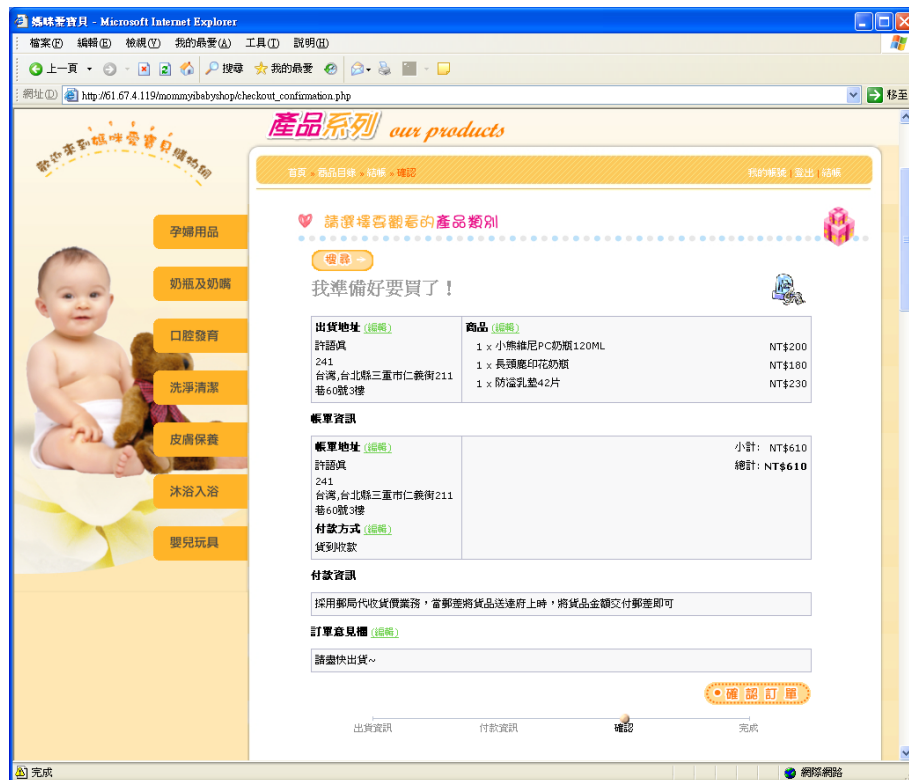 媽咪愛寶貝 - Microsoft Internet Explorer
檔案(F) 編輯(E) 檢視(V) 我的最愛(A) 工具(T) 說明(H)
上一頁 搜尋 我的最愛
網址(D) http://61.67.4.119/mommyibabyshop/checkout_confirmation.php 移至
歡迎來到媽咪愛寶貝購物網
產品系列 our products
首頁 » 商品目錄 » 結帳 » 確認 我的帳號 | 登出 | 結帳
請選擇要觀看的產品類別
搜尋
我準備好要買了!
孕婦用品
奶瓶及奶嘴
口腔發育
洗淨清潔
皮膚保養
沐浴入浴
嬰兒玩具
出貨地址 (編輯)
許語真
241
台灣,台北縣三重市仁義街211
巷60號3樓
商品 (編輯)
1 x 小熊維尼PC奶瓶120ML NT$200
1 x 長頸鹿印花奶瓶 NT$180
1 x 防溢乳墊42片 NT$230
帳單資訊
帳單地址 (編輯)
許語真
241
台灣,台北縣三重市仁義街211
巷60號3樓
付款方式 (編輯)
貨到收款
小計: NT$610
總計: NT$610
付款資訊
採用郵局代收貨價業務,當郵差將貨品送達府上時,將貨品金額交付郵差即可
訂單意見欄 (編輯)
請盡快出貨~
確認訂單
出貨資訊 付款資訊 確認 完成
完成 網際網路